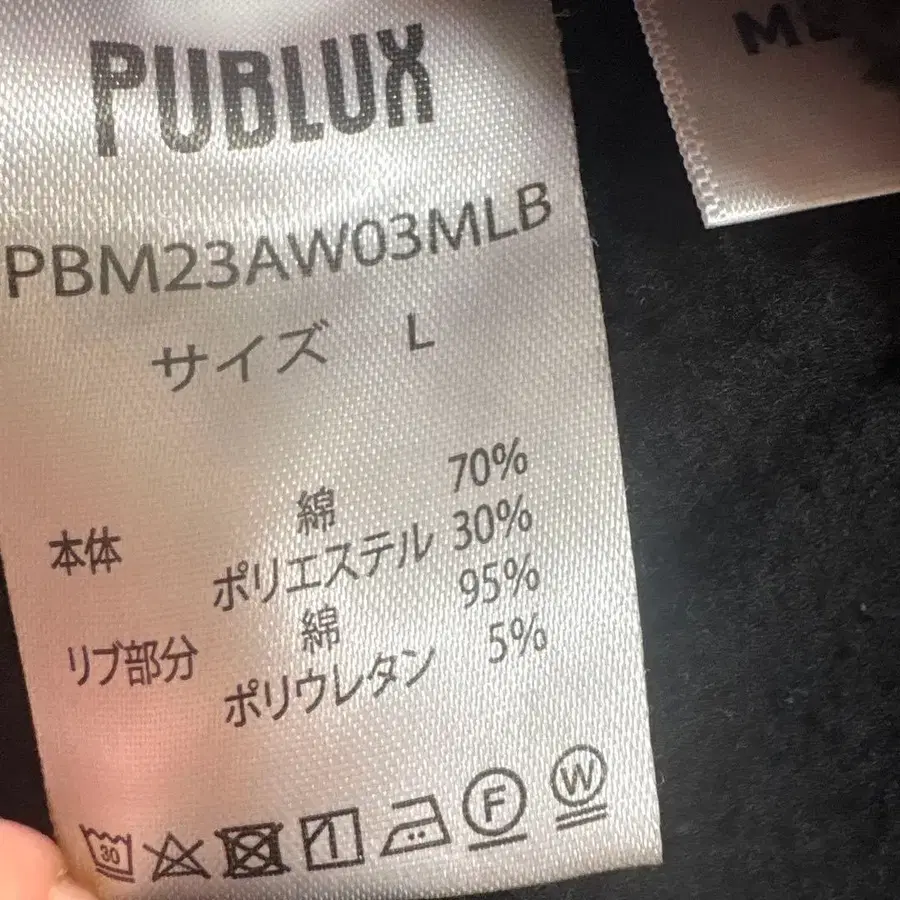 PUBLUX
PBM23AW03MLB
サイズ L
本体 綿 70%
ポリエステル 30%
リブ部分 綿 95%
ポリウレタン 5%
30
F
W